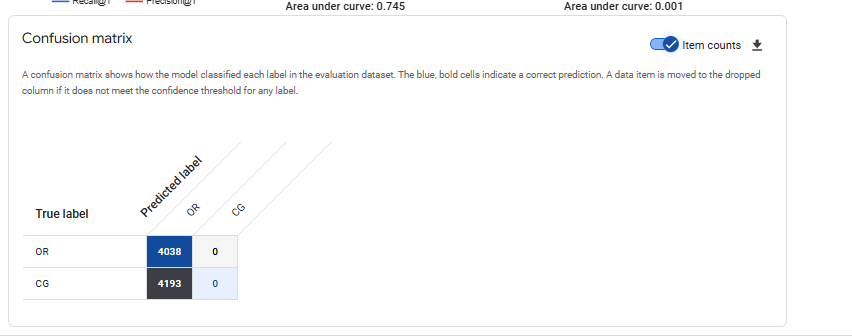 Recall@1 Precision@1 Area under curve: 0.745 Area under curve: 0.001
Confusion matrix
Item counts
A confusion matrix shows how the model classified each label in the evaluation dataset. The blue, bold cells indicate a correct prediction. A data item is moved to the dropped
column if it does not meet the confidence threshold for any label.
Predicted label
True label OR CG
OR 4038 0
CG 4193 0